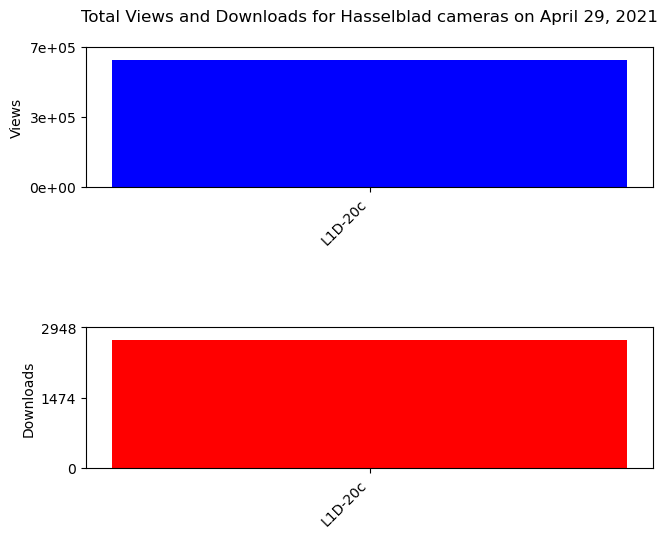 Total Views and Downloads for Hasselblad cameras on April 29, 2021
7e+05
3e+05
0e+00
Views
L1D-20c
2948
1474
0
Downloads
L1D-20c